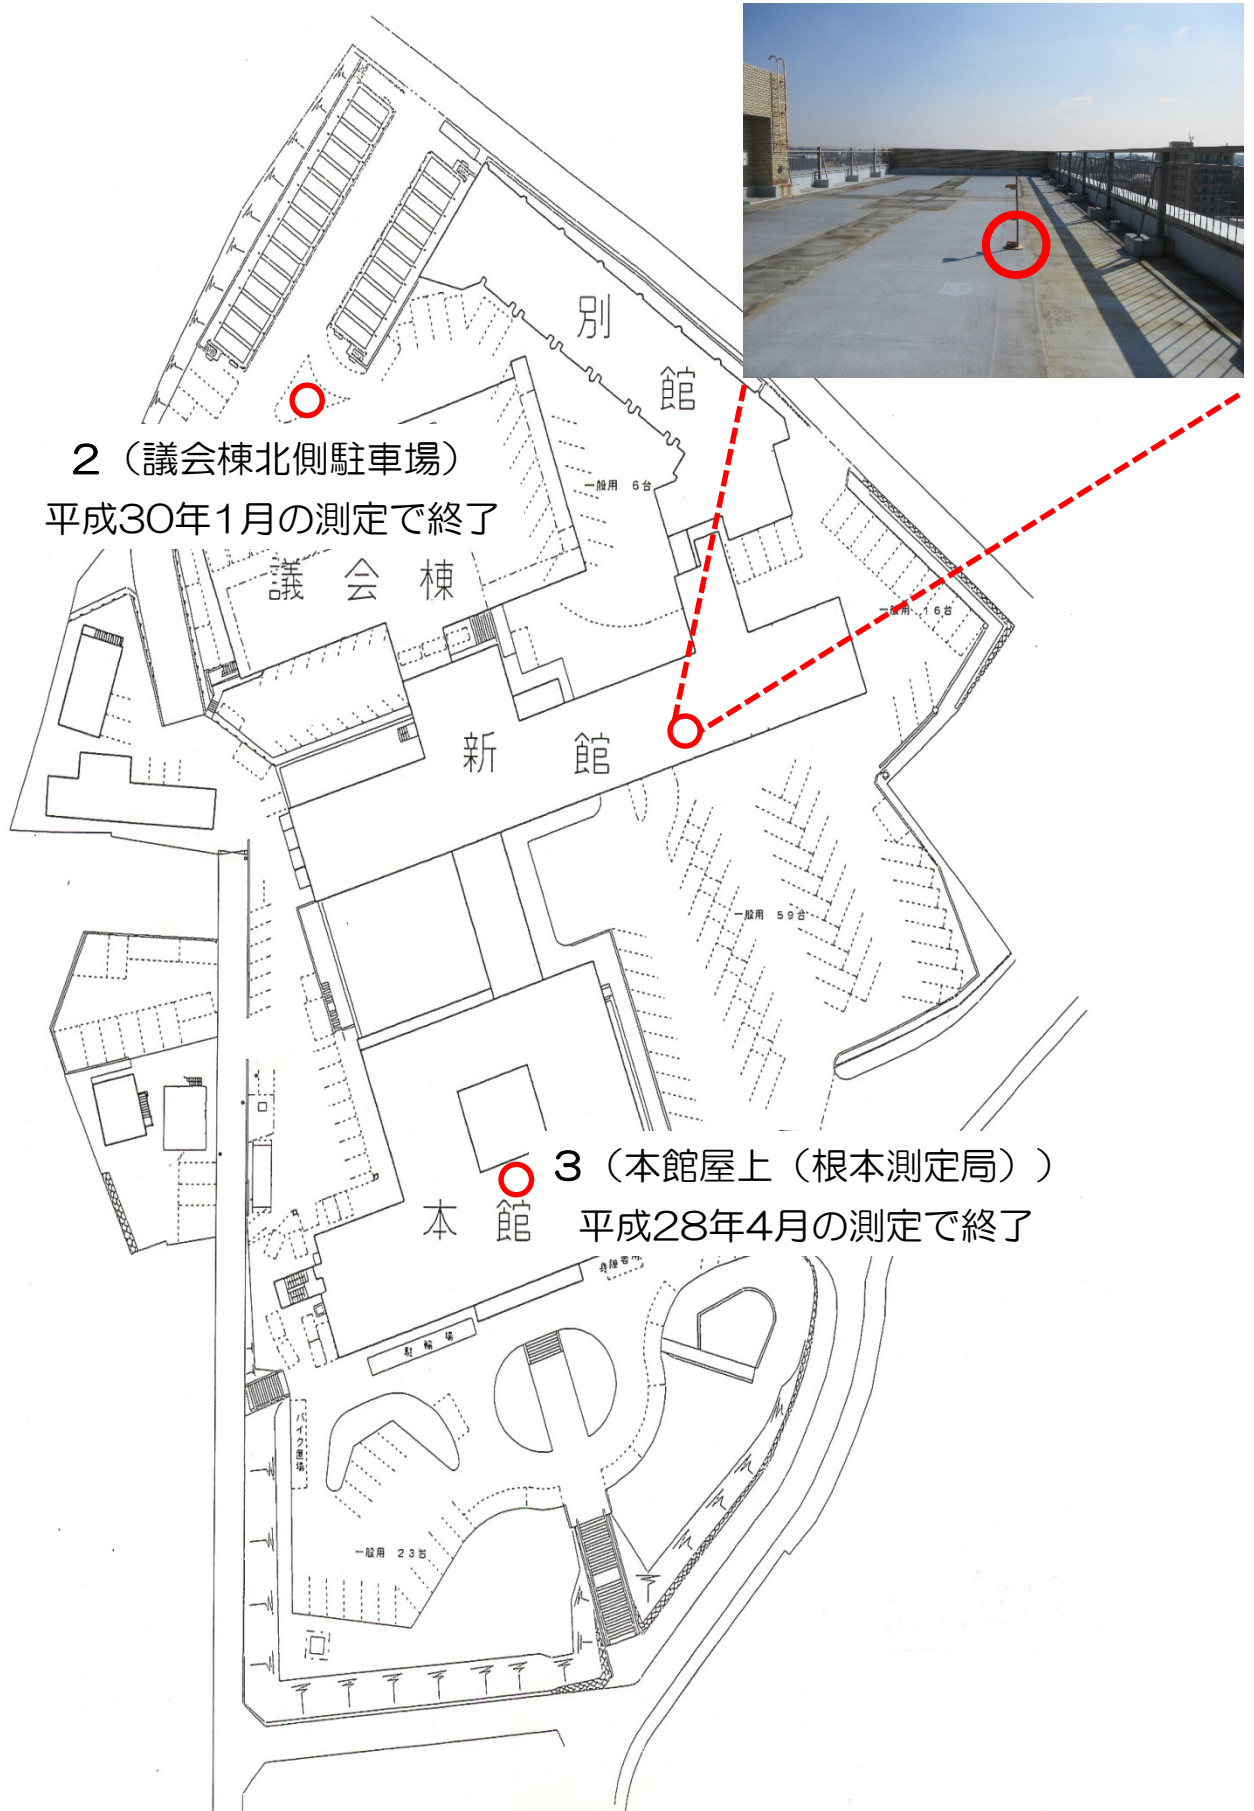 別館
一般用 6台
2（議会棟北側駐車場）
平成30年1月の測定で終了
議会棟
一般用 16台
新館
一般用 59台
3（本館屋上（根本測定局））
平成28年4月の測定で終了
本館
身障者用
駐輪場
バイク置場
一般用 23台